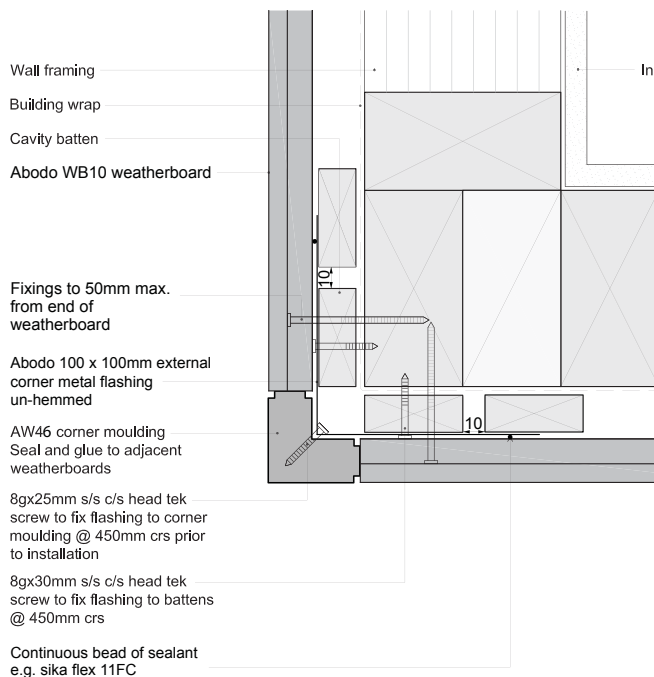 Wall framing
In
Building wrap
Cavity batten
Abodo WB10 weatherboard
10
Fixings to 50mm max.
from end of
weatherboard
Abodo 100 x 100mm external
corner metal flashing
un-hemmed
10
AW46 corner moulding
Seal and glue to adjacent
weatherboards
8gx25mm s/s c/s head tek
screw to fix flashing to corner
moulding @ 450mm crs prior
to installation
8gx30mm s/s c/s head tek
screw to fix flashing to battens
@ 450mm crs
Continuous bead of sealant
e.g. sika flex 11FC